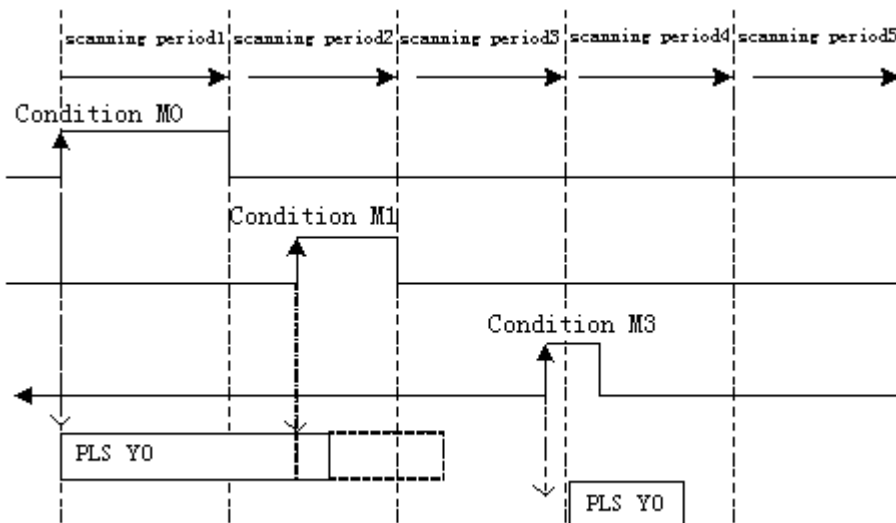 scanning period1 scanning period2 scanning period3 scanning period4 scanning period5
Condition M0
Condition M1
Condition M3
PLS Y0
PLS Y0